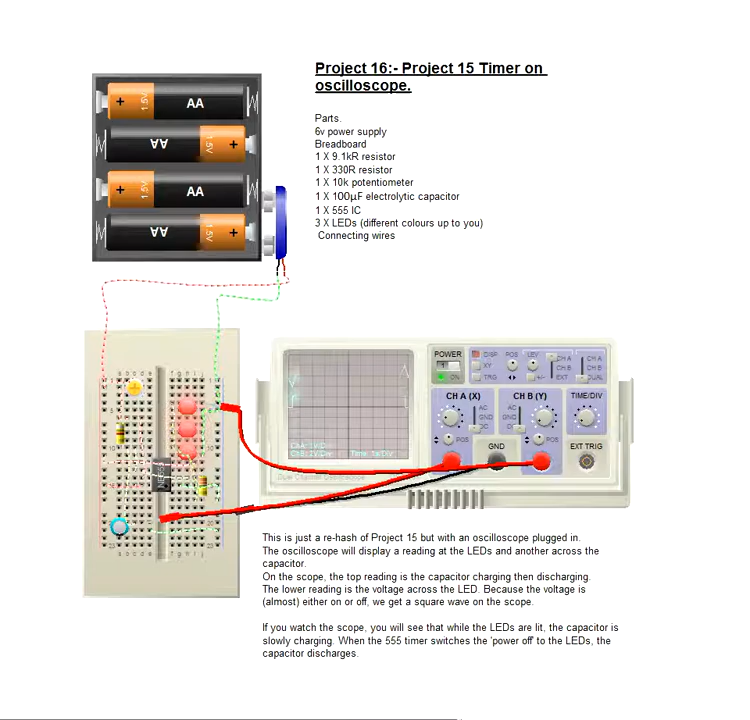 Project 16:- Project 15 Timer on
oscilloscope.
Parts.
6v power supply
Breadboard
1 X 9.1kR resistor
1 X 330R resistor
1 X 10k potentiometer
1 X 100µF electrolytic capacitor
1 X 555 IC
3 X LEDs (different colours up to you)
Connecting wires
+ 1.5V AA
AA 1.5V +
+ 1.5V AA
AA 1.5V +
a b c d e f g h i j
NE555
POWER
ON
DISP
XY
TRG
POS
LEV
+/-
CH A
CH B
EXT
CH A
CH B
DUAL
CH A (X)
CH B (Y)
TIME/DIV
AC
GND
DC
AC
GND
DC
POS
GND
POS
EXT TRIG
Dual Channel Oscilloscope
This is just a re-hash of Project 15 but with an oscilloscope plugged in.
The oscilloscope will display a reading at the LEDs and another across the
capacitor.
On the scope, the top reading is the capacitor charging then discharging.
The lower reading is the voltage across the LED. Because the voltage is
(almost) either on or off, we get a square wave on the scope.
If you watch the scope, you will see that while the LEDs are lit, the capacitor is
slowly charging. When the 555 timer switches the 'power off' to the LEDs, the
capacitor discharges.